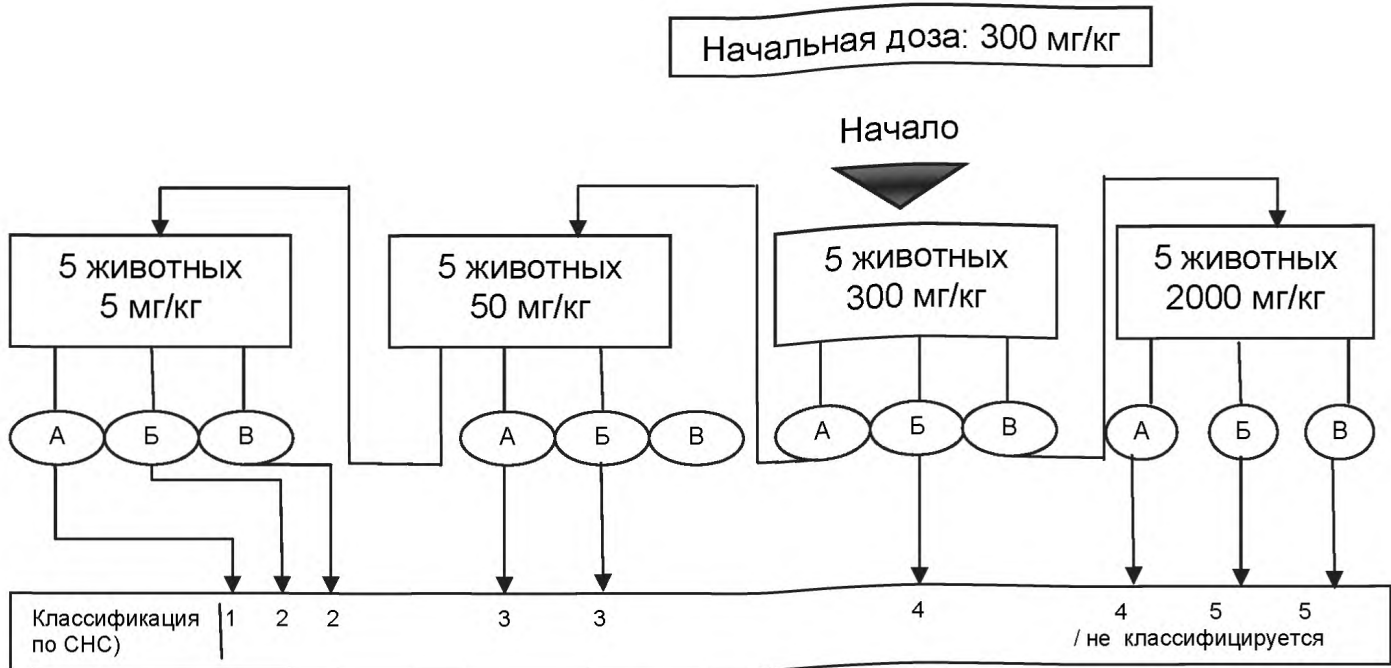 Начальная доза: 300 мг/кг
Начало
5 животных
5 мг/кг
5 животных
50 мг/кг
5 животных
300 мг/кг
5 животных
2000 мг/кг
А Б В
А Б В
А Б В
А Б В
Классификация
по СНС)
1 2 2 3 3 4 4 5 5
/ не классифицируется